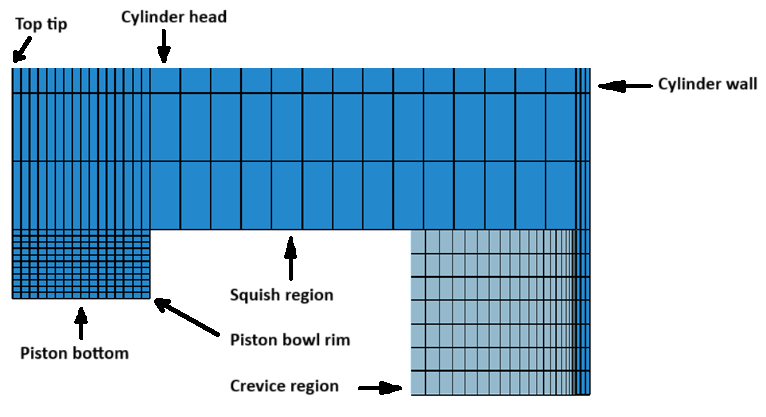 Top tip
Cylinder head
Cylinder wall
Squish region
Piston bowl rim
Piston bottom
Crevice region